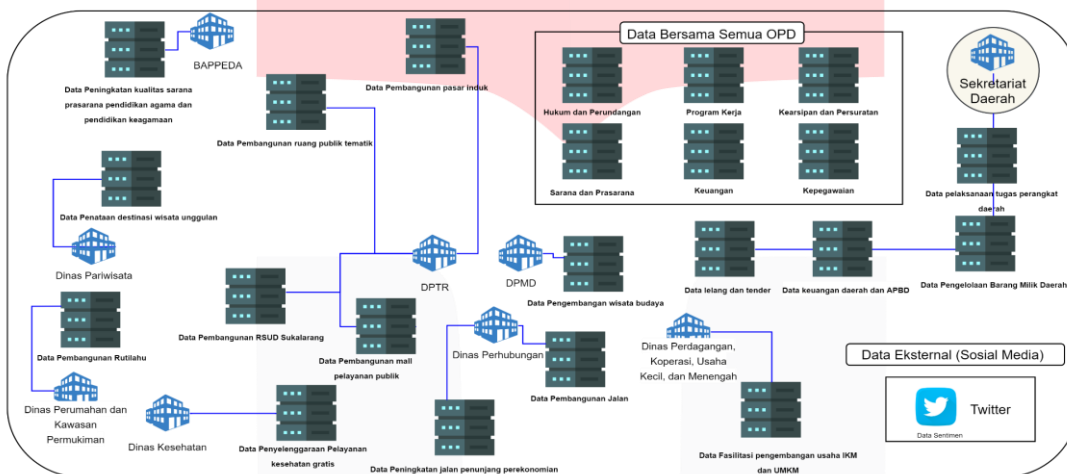 BAPPEDA
Data Peningkatan kualitas sarana
prasarana pendidikan agama dan
pendidikan keagamaan
Data Pembangunan pasar induk
Data Pembangunan ruang publik tematik
Data Bersama Semua OPD
Hukum dan Perundangan
Program Kerja
Kearsipan dan Persuratan
Sarana dan Prasarana
Keuangan
Kepegawaian
Sekretariat
Daerah
Data pelaksanaan tugas perangkat
daerah
Data Penataan destinasi wisata unggulan
Dinas Pariwisata
DPTR
DPMD
Data Pengembangan wisata budaya
Data lelang dan tender
Data keuangan daerah dan APBD
Data Pengelolaan Barang Milik Daerah
Data Pembangunan RSUD Sukalarang
Data Pembangunan mall
pelayanan publik
Data Pembangunan Rutilahu
Dinas Perumahan dan
Kawasan
Permukiman
Dinas Kesehatan
Data Penyelenggaraan Pelayanan
kesehatan gratis
Dinas Perhubungan
Data Pembangunan Jalan
Data Peningkatan jalan penunjang perekonomian
Dinas Perdagangan,
Koperasi, Usaha
Kecil, dan Menengah
Data Fasilitasi pengembangan usaha IKM
dan UMKM
Data Eksternal (Sosial Media)
Twitter
Data Sentimen